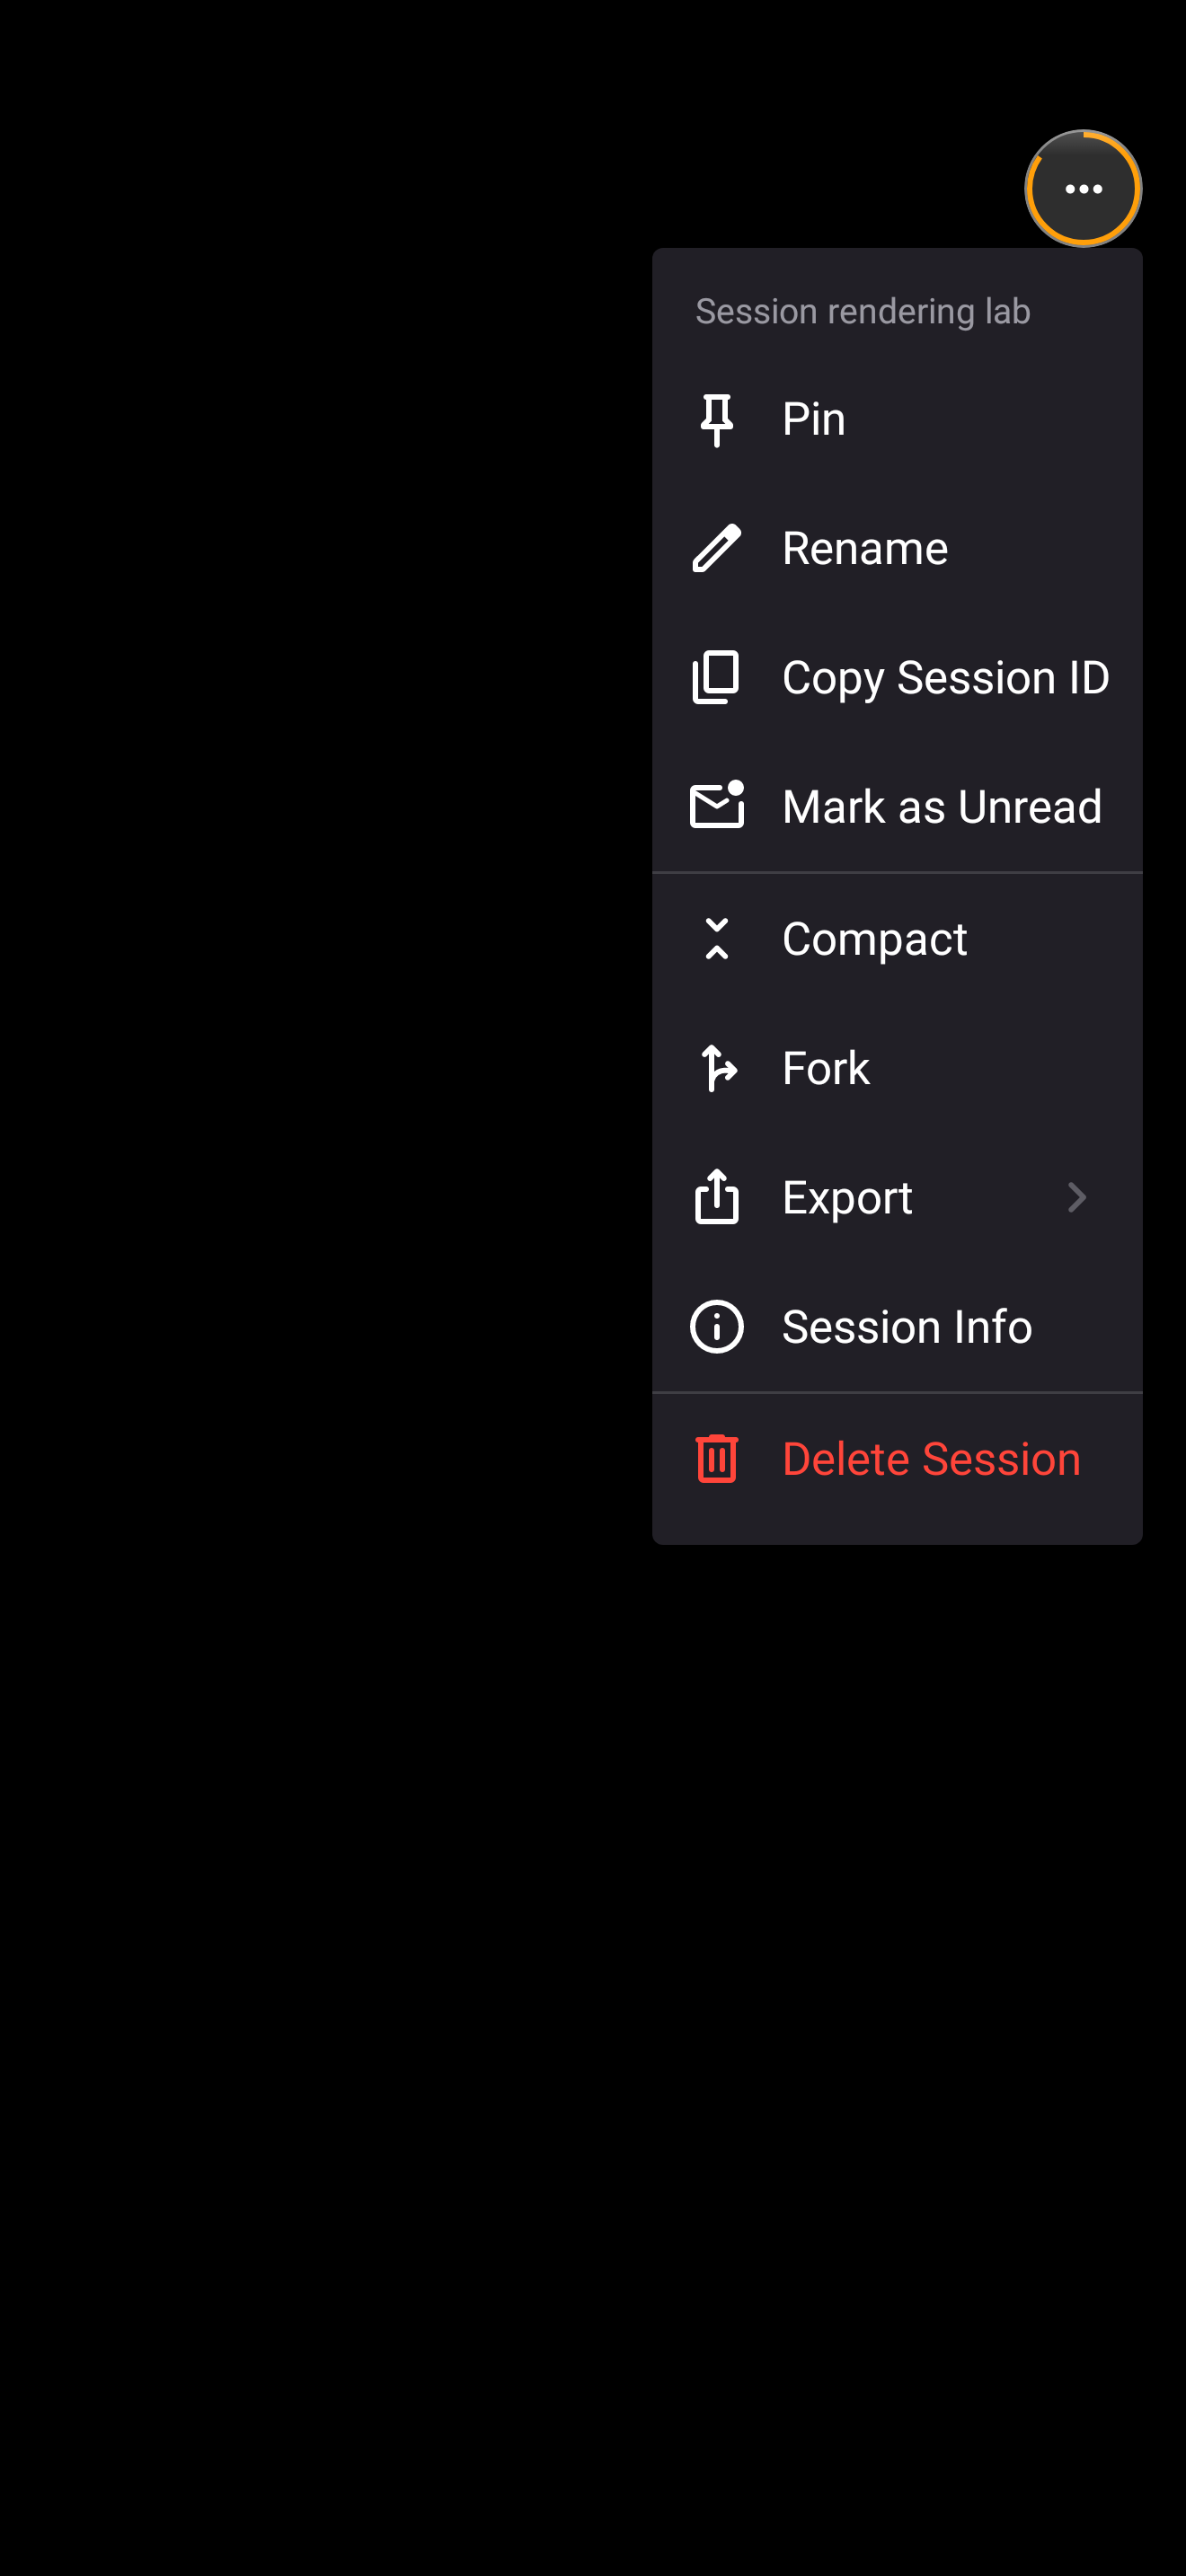 Session rendering lab
Pin
Rename
Copy Session ID
Mark as Unread
Compact
Fork
Export
Session Info
Delete Session